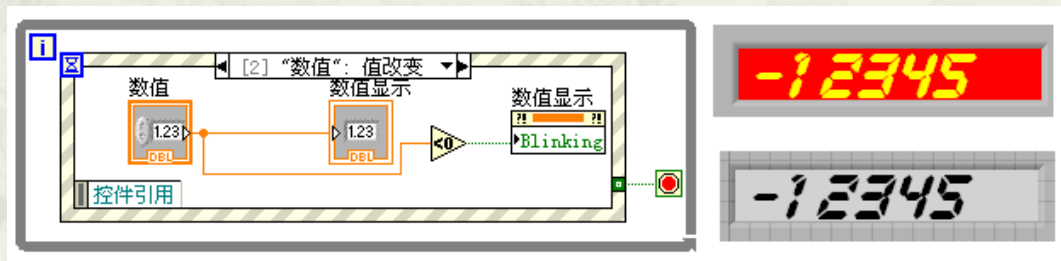 i
[2] “数值“: 值改变
数值
数值显示
数值显示
1.23
DBL
1.23
DBL
<0
?! ?!
Blinking
控件引用
-12345
-12345